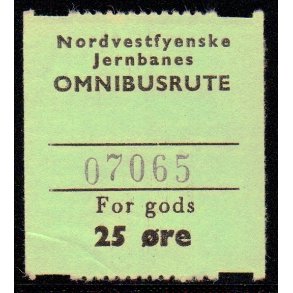 Nordvestfyenske
Jernbanes
OMNIBUSRUTE
07065
For gods
25 øre